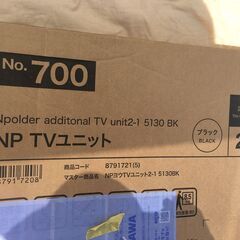 No. 700
Npolder additonal TV unit2-1 5130 BK
NP TVユニット
ブラック
BLACK
商品コード 8791721(5)
マスター商品名 NPヨウTVユニット2-1 5130BK
87917208